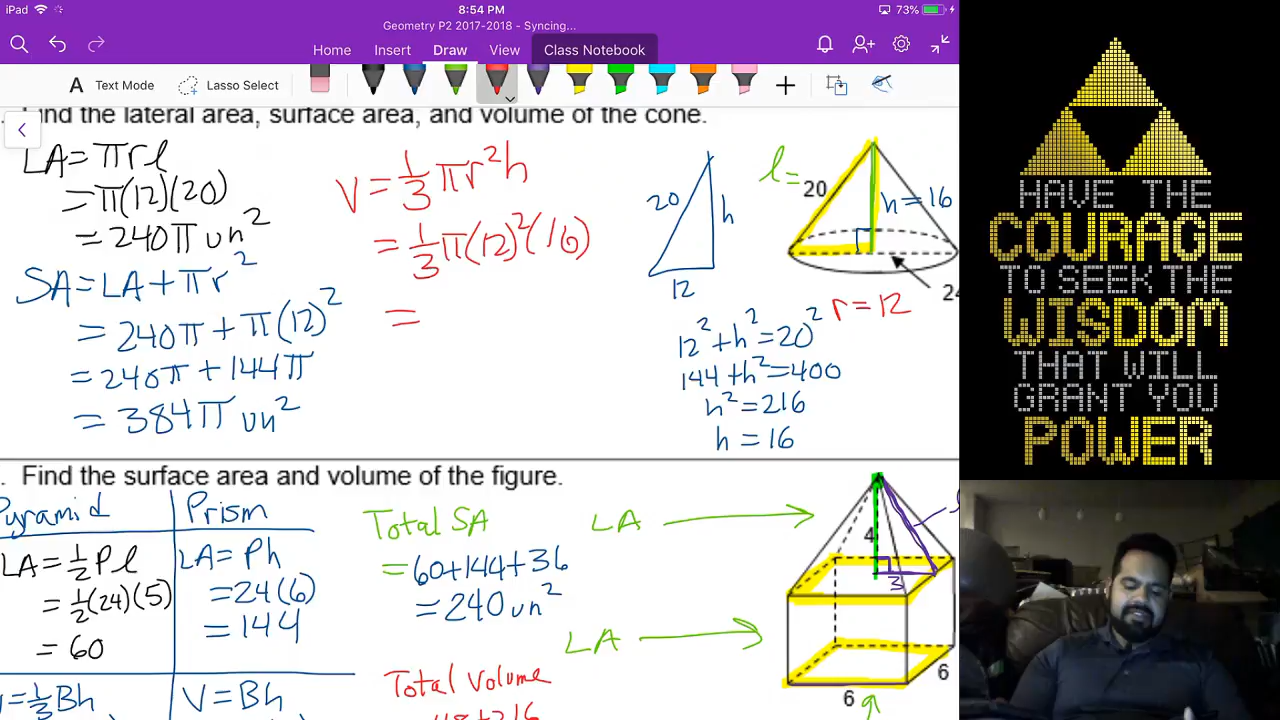 iPad
8:54 PM
73%
Geometry P2 2017-2018 - Syncing...
Home Insert Draw View Class Notebook
Text Mode Lasso Select
find the lateral area, surface area, and volume of the cone.
LA = πrl
= π(12)(20)
= 240π un²
SA = LA + πr²
= 240π + π(12)²
= 240π + 144π
= 384π un²
V = 1/3 πr²h
= 1/3 π(12)²(16)
=
20
h
12
l =
20
h = 16
24
r = 12
12² + h² = 20²
144 + h² = 400
h² = 216
h = 16
. Find the surface area and volume of the figure.
Pyramid
LA = 1/2 Pl
= 1/2 (24)(5)
= 60
V = 1/3 Bh
Prism
LA = Ph
= 24(6)
= 144
V = Bh
Total SA
= 60+144+36
= 240 un²
Total Volume
48+216
LA
LA
4
3
6
6
HAVE THE
COURAGE
TO SEEK THE
WISDOM
THAT WILL
GRANT YOU
POWER